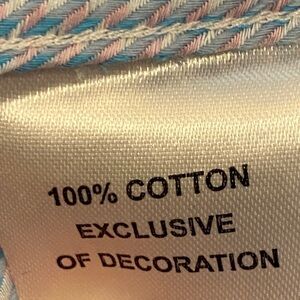 100% COTTON
EXCLUSIVE
OF DECORATION